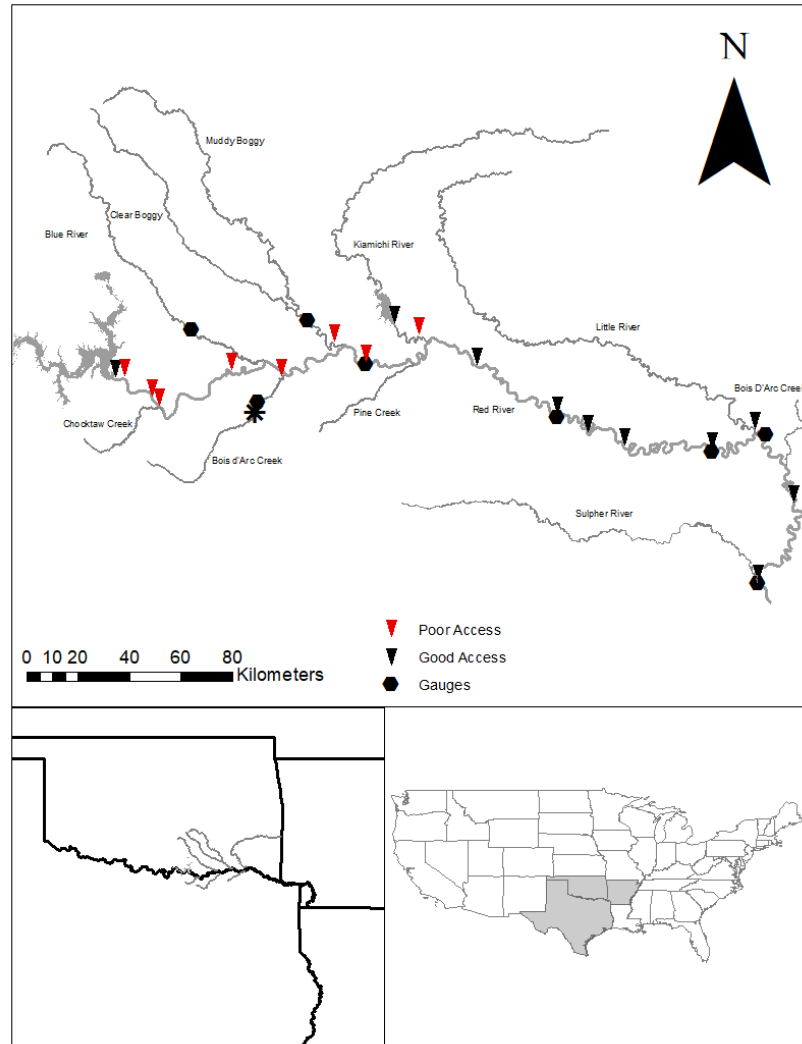 N
Muddy Boggy
Clear Boggy
Blue River
Kiamichi River
Little River
Bois D'Arc Creek
Chocktaw Creek
Pine Creek
Red River
Bois d'Arc Creek
Sulpher River
Poor Access
Good Access
Gauges
0 10 20 40 60 80
Kilometers